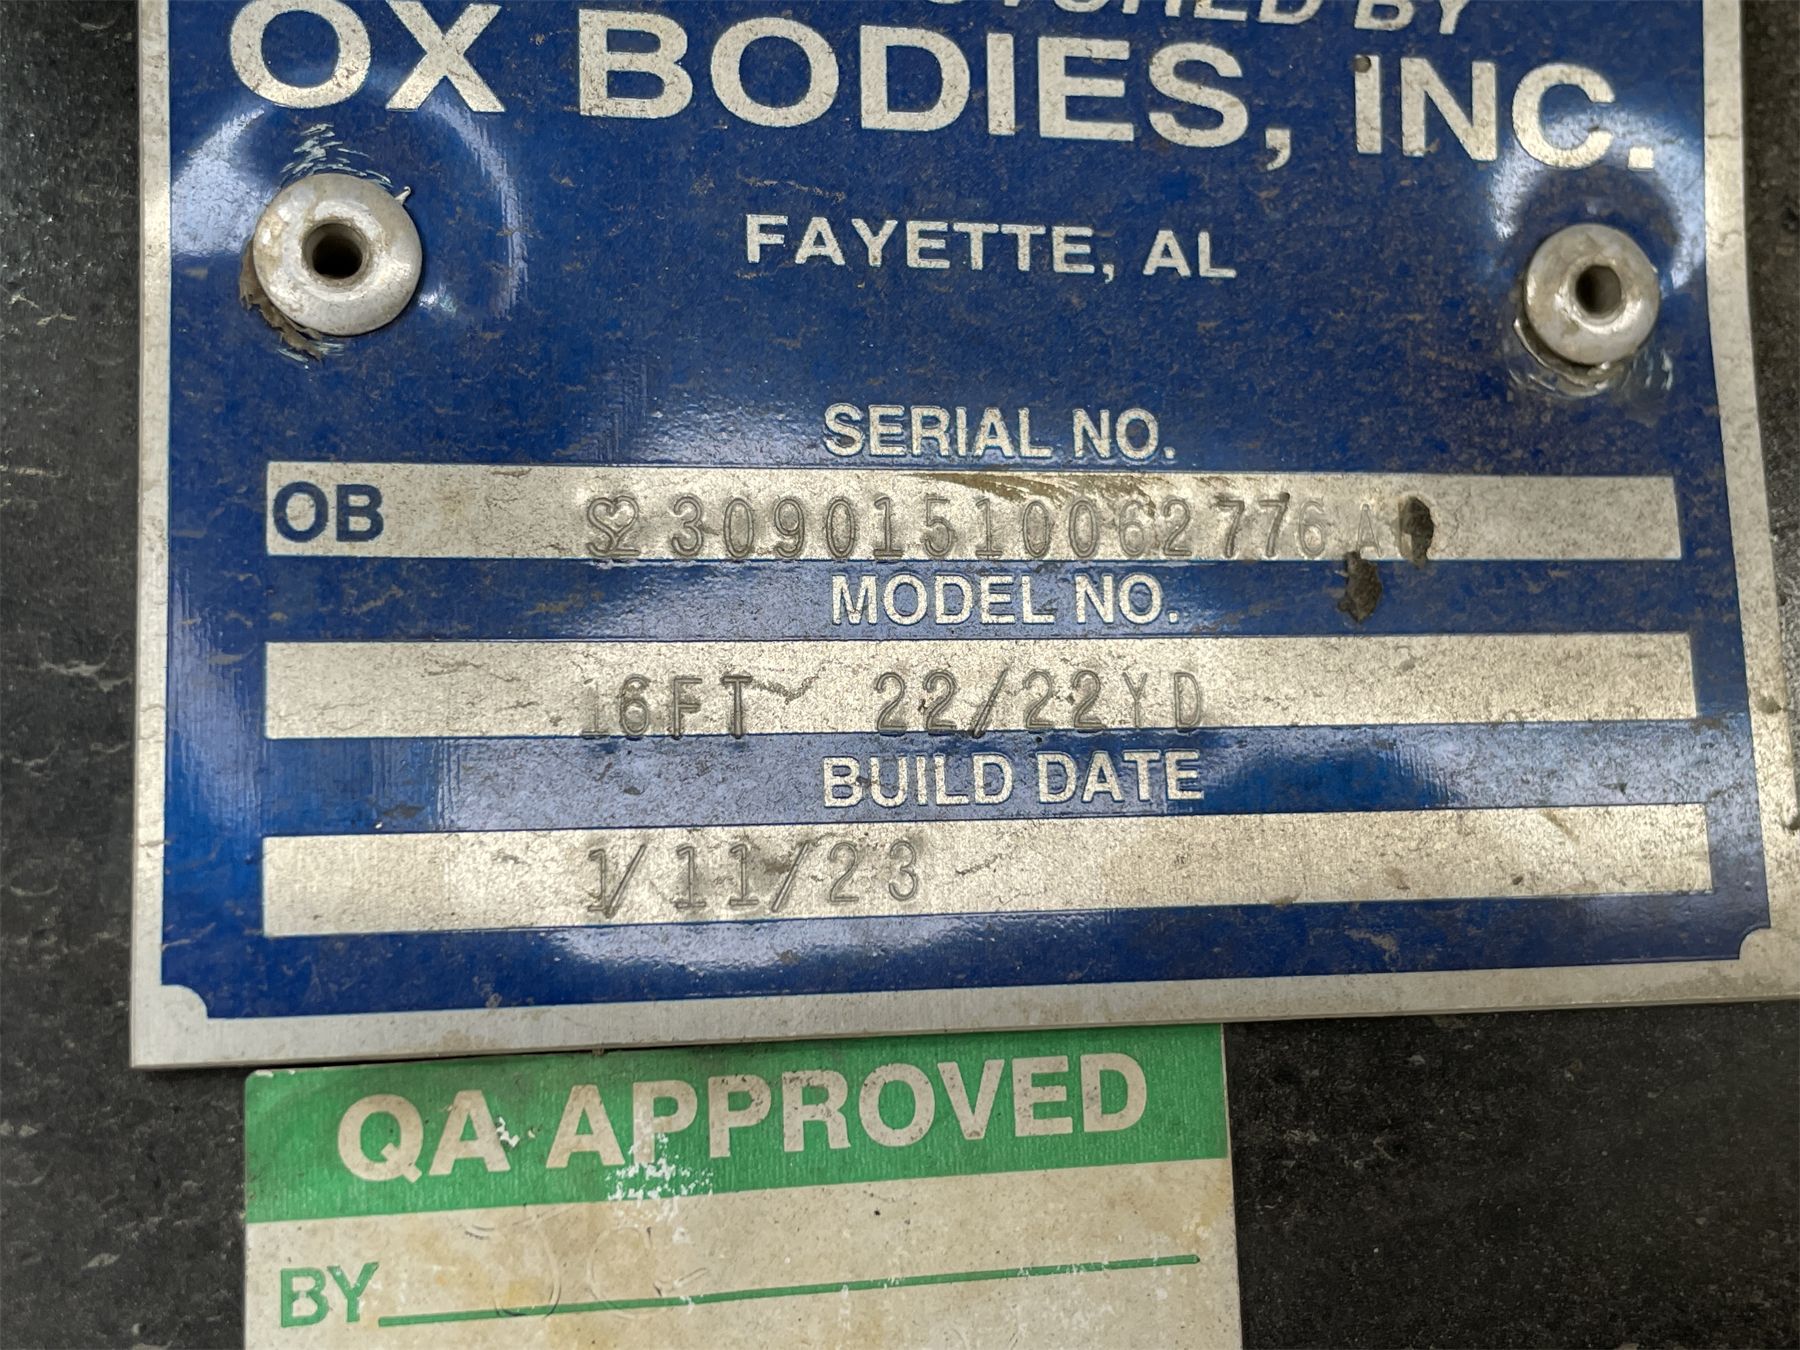 BY
OX BODIES, INC.
FAYETTE, AL
SERIAL NO.
OB
MODEL NO.
16FT 22/22YD
BUILD DATE
1/11/23
QA APPROVED
BY